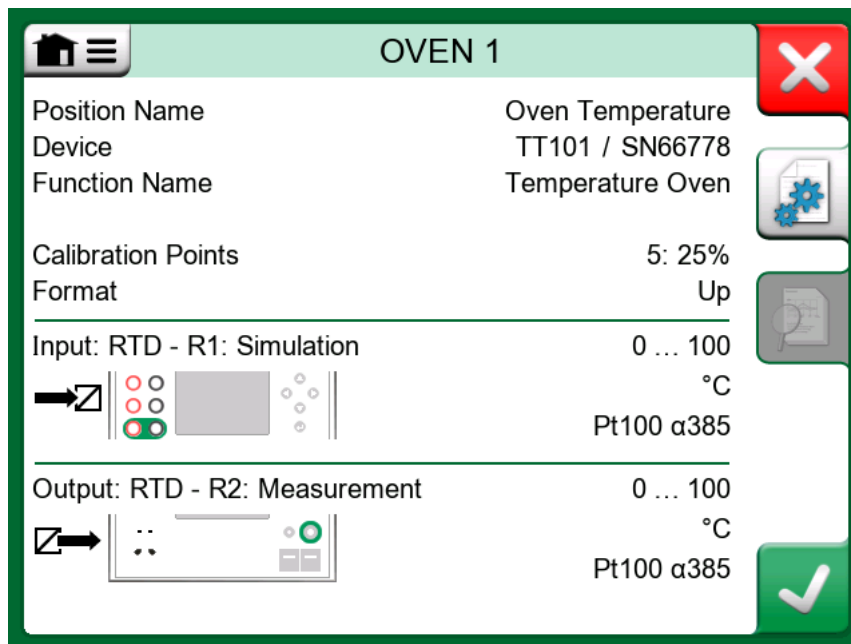 OVEN 1
Position Name Oven Temperature
Device TT101 / SN66778
Function Name Temperature Oven
Calibration Points 5: 25%
Format Up
Input: RTD - R1: Simulation 0 ... 100
°C
Pt100 α385
Output: RTD - R2: Measurement 0 ... 100
°C
Pt100 α385